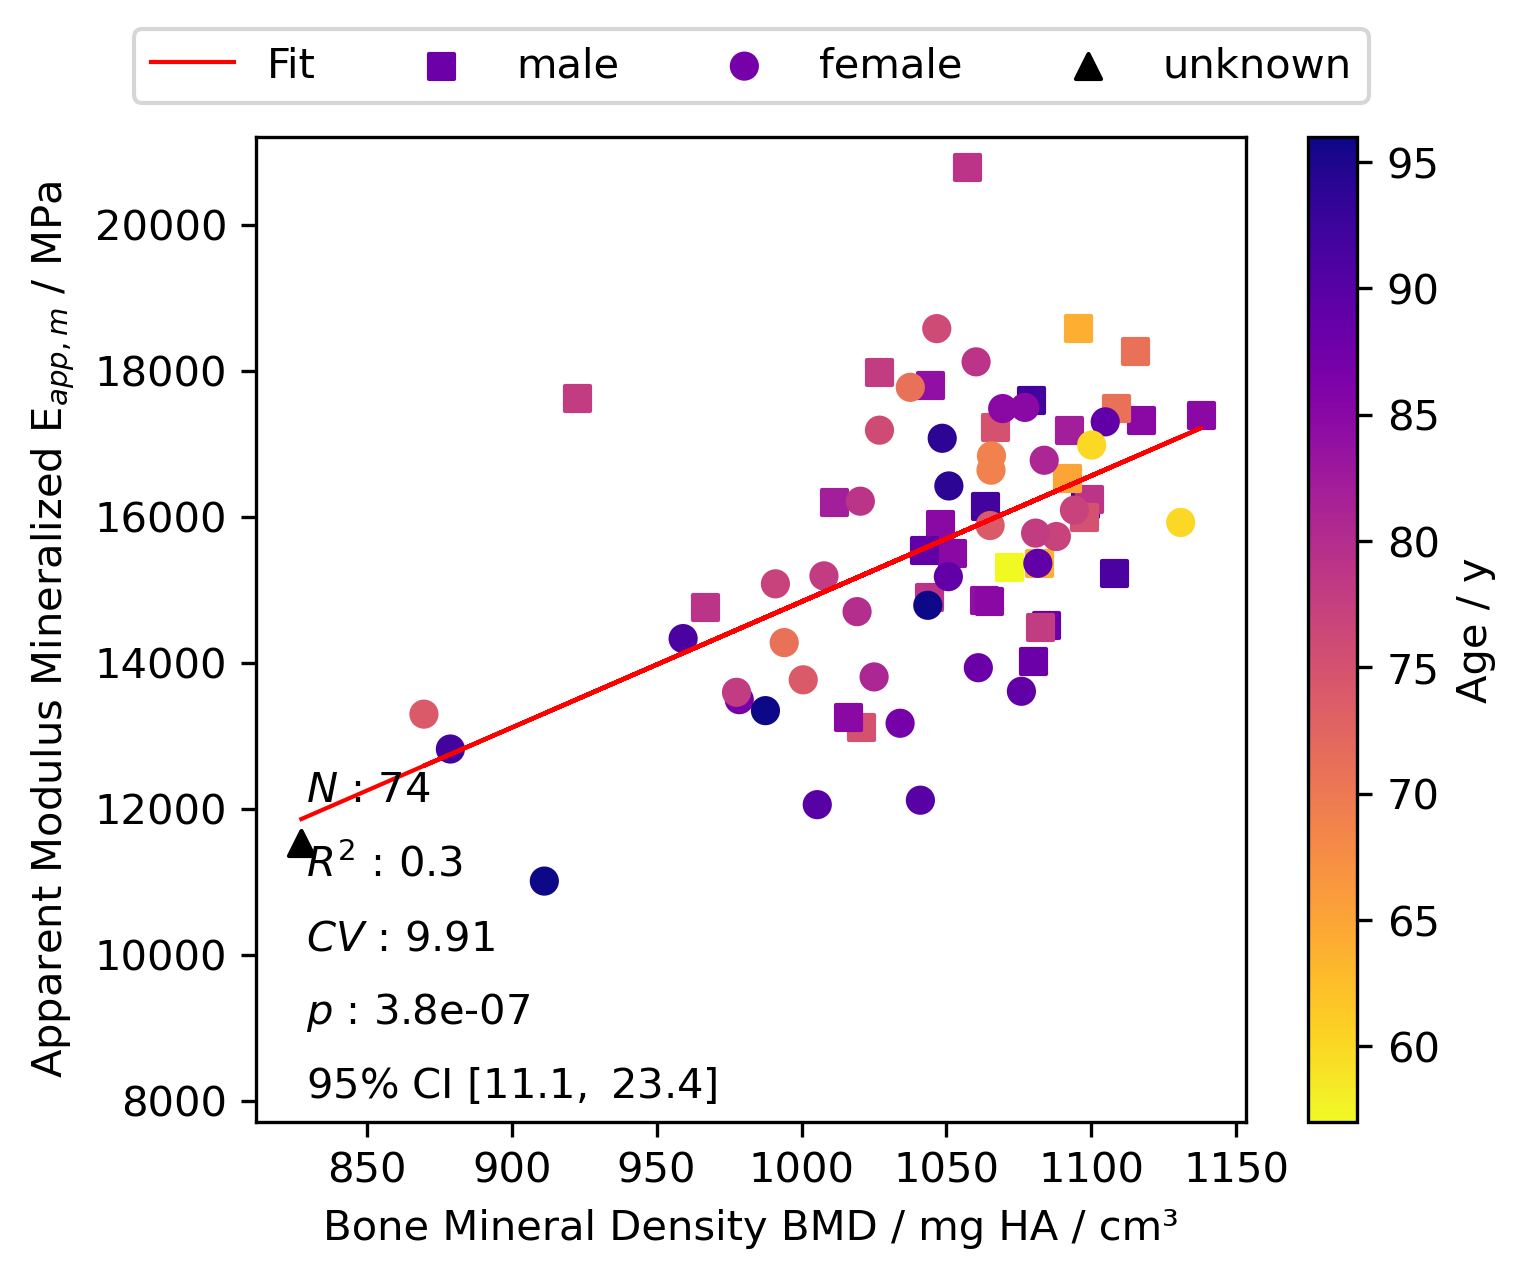 Fit male female unknown
Apparent Modulus Mineralized E_app,m / MPa
20000
18000
16000
14000
12000
10000
8000
N : 74
R² : 0.3
CV : 9.91
p : 3.8e-07
95% CI [11.1, 23.4]
850 900 950 1000 1050 1100 1150
Bone Mineral Density BMD / mg HA / cm³
95
90
85
80
75
70
65
60
Age / y